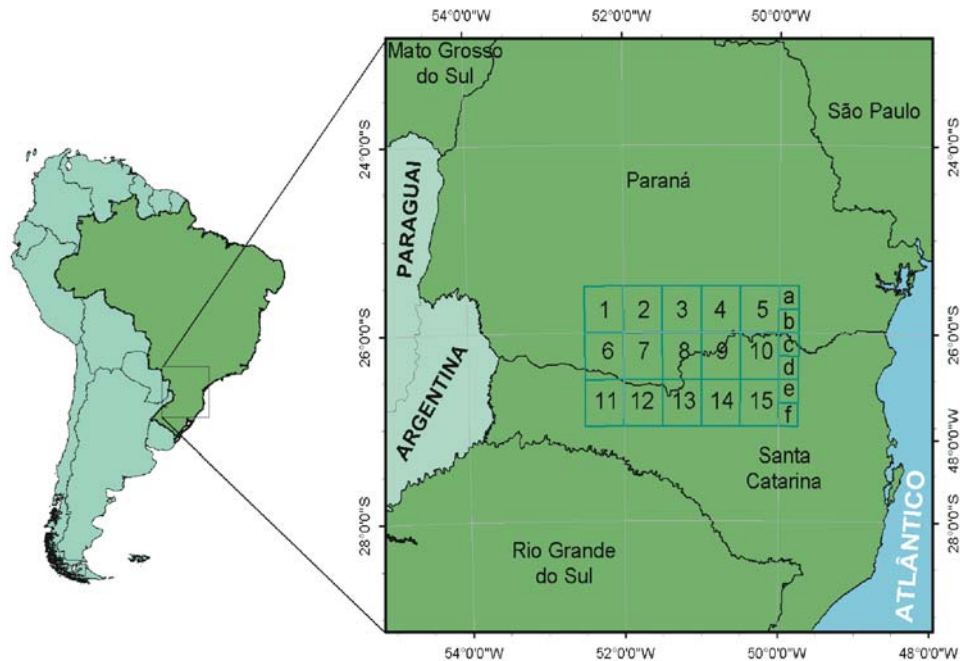 54°0'0"W
52°0'0"W
50°0'0"W
Mato Grosso
do Sul
São Paulo
24°0'0"S
24°0'0"S
Paraná
PARAGUAI
1 2 3 4 5 a
b
26°0'0"S
6 7 8 9 10 c
d
26°0'0"S
ARGENTINA
11 12 13 14 15 e
f
48°0'0"W
Santa
Catarina
28°0'0"S
28°0'0"S
Rio Grande
do Sul
ATLÂNTICO
54°0'0"W
52°0'0"W
50°0'0"W
48°0'0"W